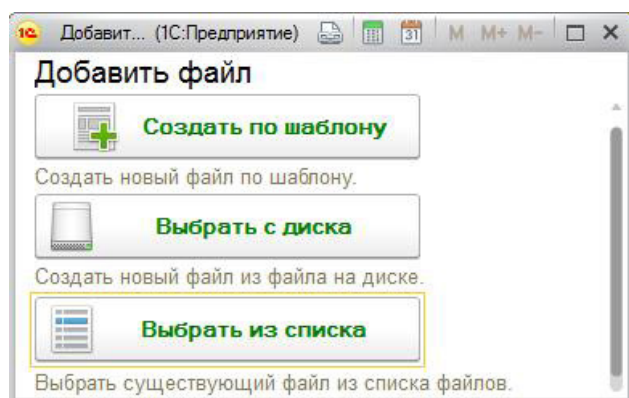 1С Добавит... (1С:Предприятие) 31 M M+ M-
Добавить файл
Создать по шаблону
Создать новый файл по шаблону.
Выбрать с диска
Создать новый файл из файла на диске.
Выбрать из списка
Выбрать существующий файл из списка файлов.